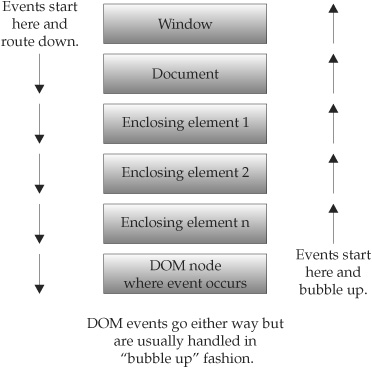 Events start
here and
route down.
Window
Document
Enclosing element 1
Enclosing element 2
Enclosing element n
DOM node
where event occurs
Events start
here and
bubble up.
DOM events go either way but
are usually handled in
“bubble up” fashion.